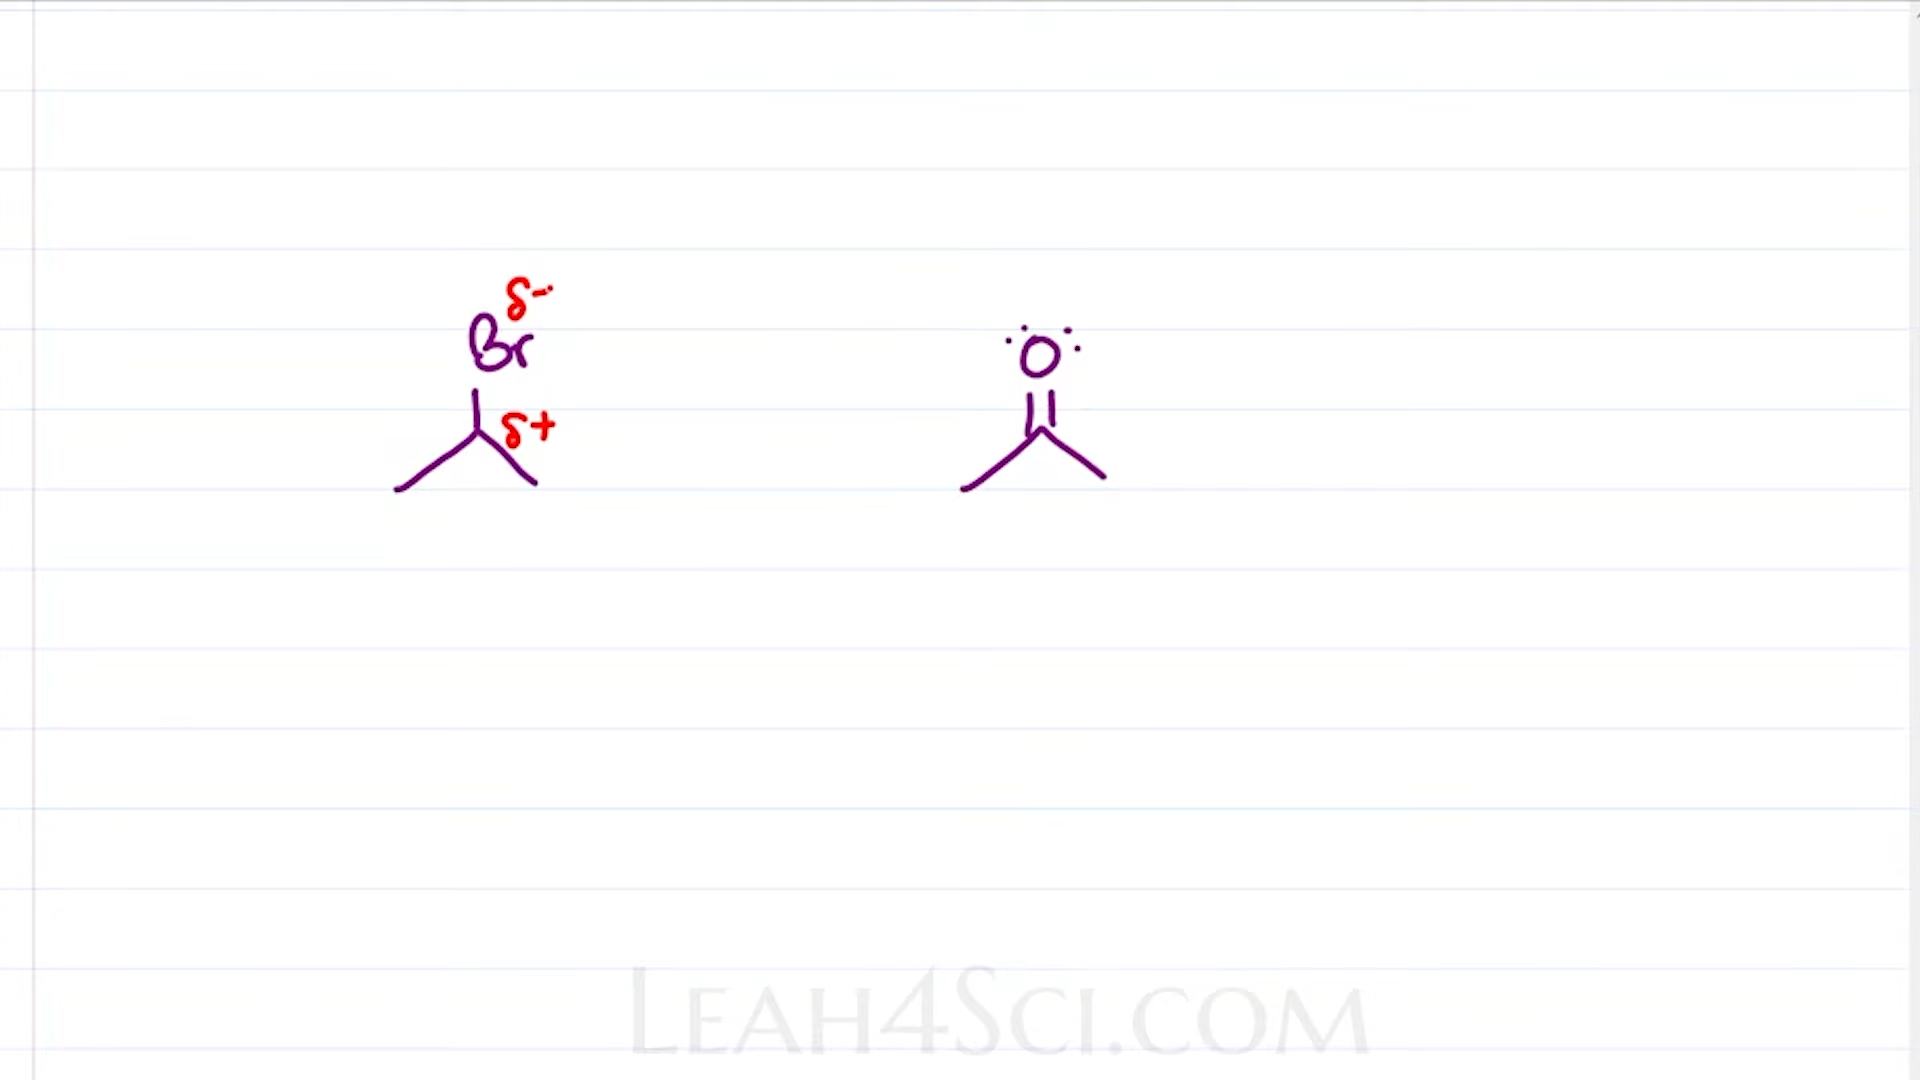 δ-
Br
δ+
O
LEAH4SCI.COM